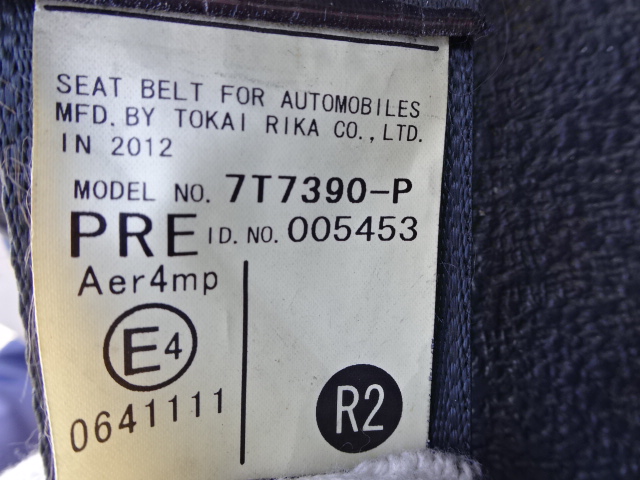 SEAT BELT FOR AUTOMOBILES
MFD. BY TOKAI RIKA CO., LTD.
IN 2012
MODEL NO. 7T7390-P
PRE ID. NO. 005453
Aer4mp
E4
0641111
R2